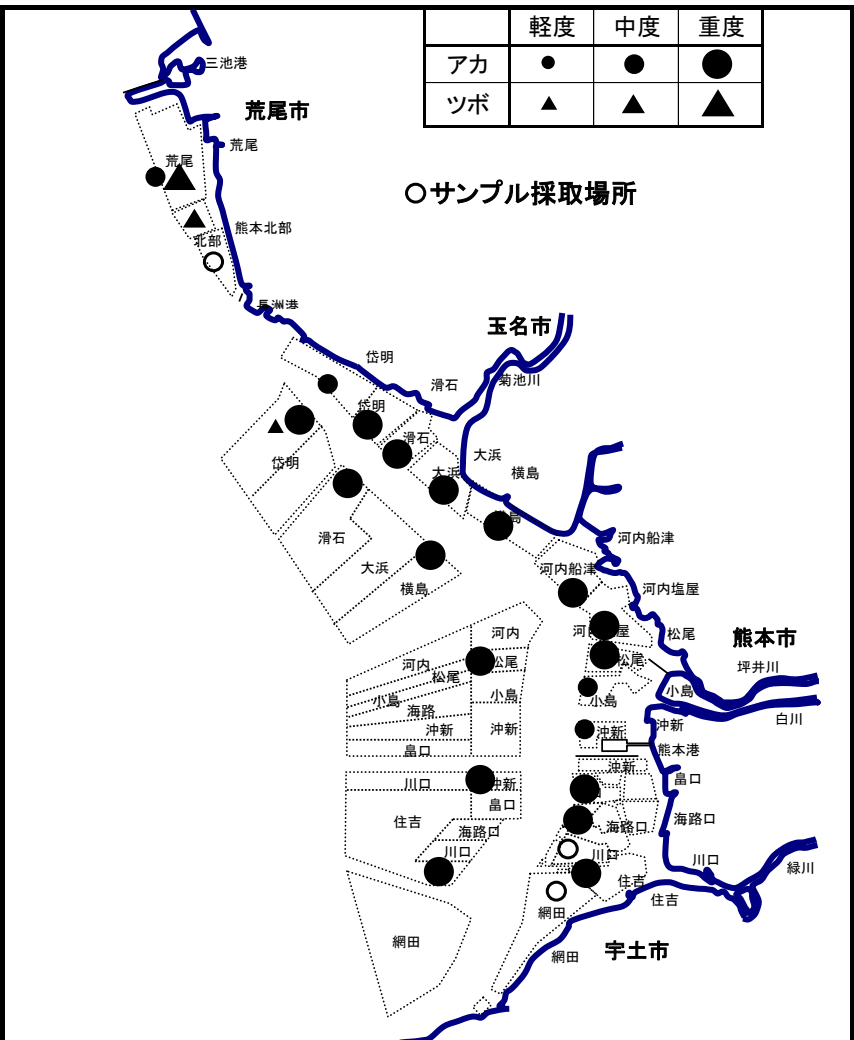 軽度 中度 重度
アカ
ツボ
三池港
荒尾市
荒尾
荒尾
○サンプル採取場所
熊本北部
北部
長洲港
玉名市
岱明
滑石
菊池川
岱明
滑石
大浜
岱明
大浜
横島
滑石
河内船津
大浜
河内船津
横島
河内塩屋
河内
松尾
熊本市
河内
松尾
松尾
坪井川
松尾
小島
小島
小島
小島
海路
白川
沖新
沖新
沖新
沖新
熊本港
畠口
沖新
川口
沖新
畠口
畠口
住吉
海路口
海路口
海路口
川口
川口
川口
緑川
住吉
住吉
網田
網田
宇土市
網田